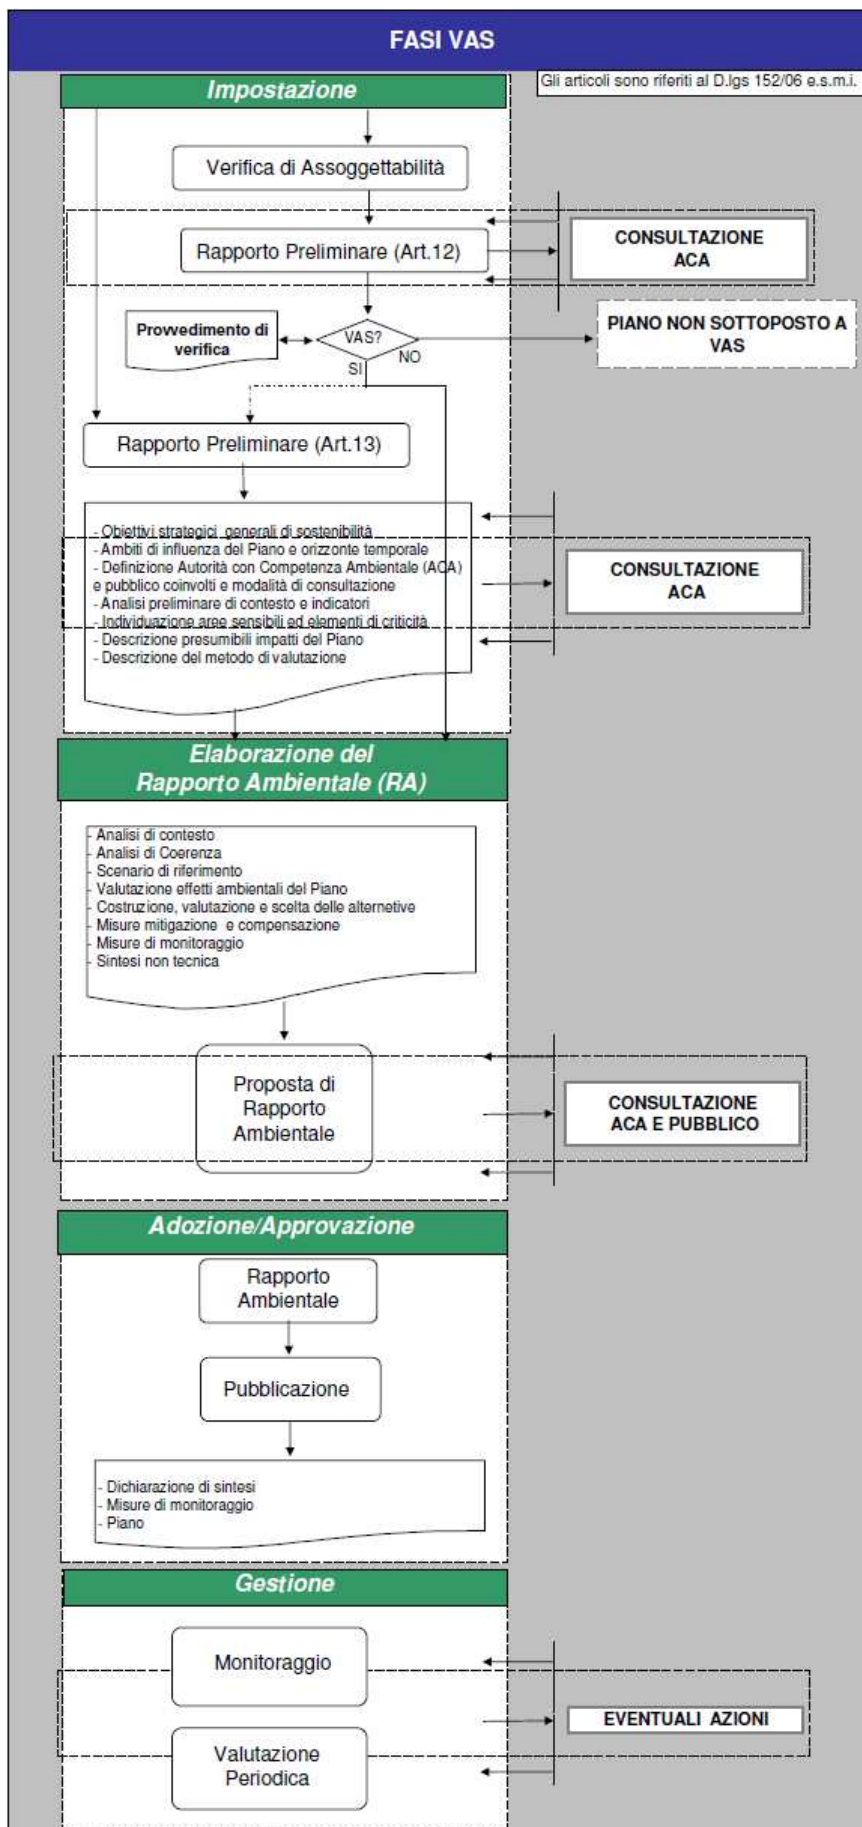 FASI VAS
Gli articoli sono riferiti al D.lgs 152/06 e.s.m.i.
Impostazione
Verifica di Assoggettabilità
Rapporto Preliminare (Art.12)
CONSULTAZIONE
ACA
Provvedimento di
verifica
VAS?
SI
NO
PIANO NON SOTTOPOSTO A
VAS
Rapporto Preliminare (Art.13)
- Obiettivi strategici generali di sostenibilità
- Ambiti di influenza del Piano e orizzonte temporale
- Definizione Autorità con Competenza Ambientale (ACA)
e pubblico coinvolti e modalità di consultazione
- Analisi preliminare di contesto e indicatori
- Individuazione aree sensibili ed elementi di criticità
- Descrizione presumibili impatti del Piano
- Descrizione del metodo di valutazione
CONSULTAZIONE
ACA
Elaborazione del
Rapporto Ambientale (RA)
- Analisi di contesto
- Analisi di Coerenza
- Scenario di riferimento
- Valutazione effetti ambientali del Piano
- Costruzione, valutazione e scelta delle alternetive
- Misure mitigazione e compensazione
- Misure di monitoraggio
- Sintesi non tecnica
Proposta di
Rapporto
Ambientale
CONSULTAZIONE
ACA E PUBBLICO
Adozione/Approvazione
Rapporto
Ambientale
Pubblicazione
- Dichiarazione di sintesi
- Misure di monitoraggio
- Piano
Gestione
Monitoraggio
EVENTUALI AZIONI
Valutazione
Periodica